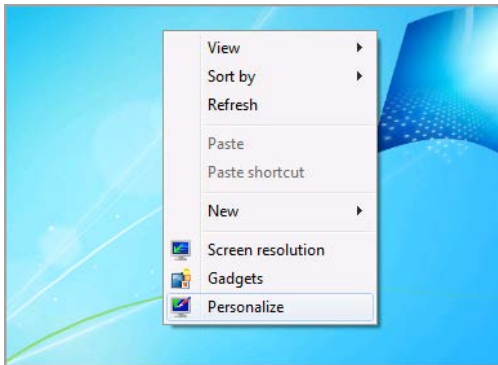 View
Sort by
Refresh
Paste
Paste shortcut
New
Screen resolution
Gadgets
Personalize